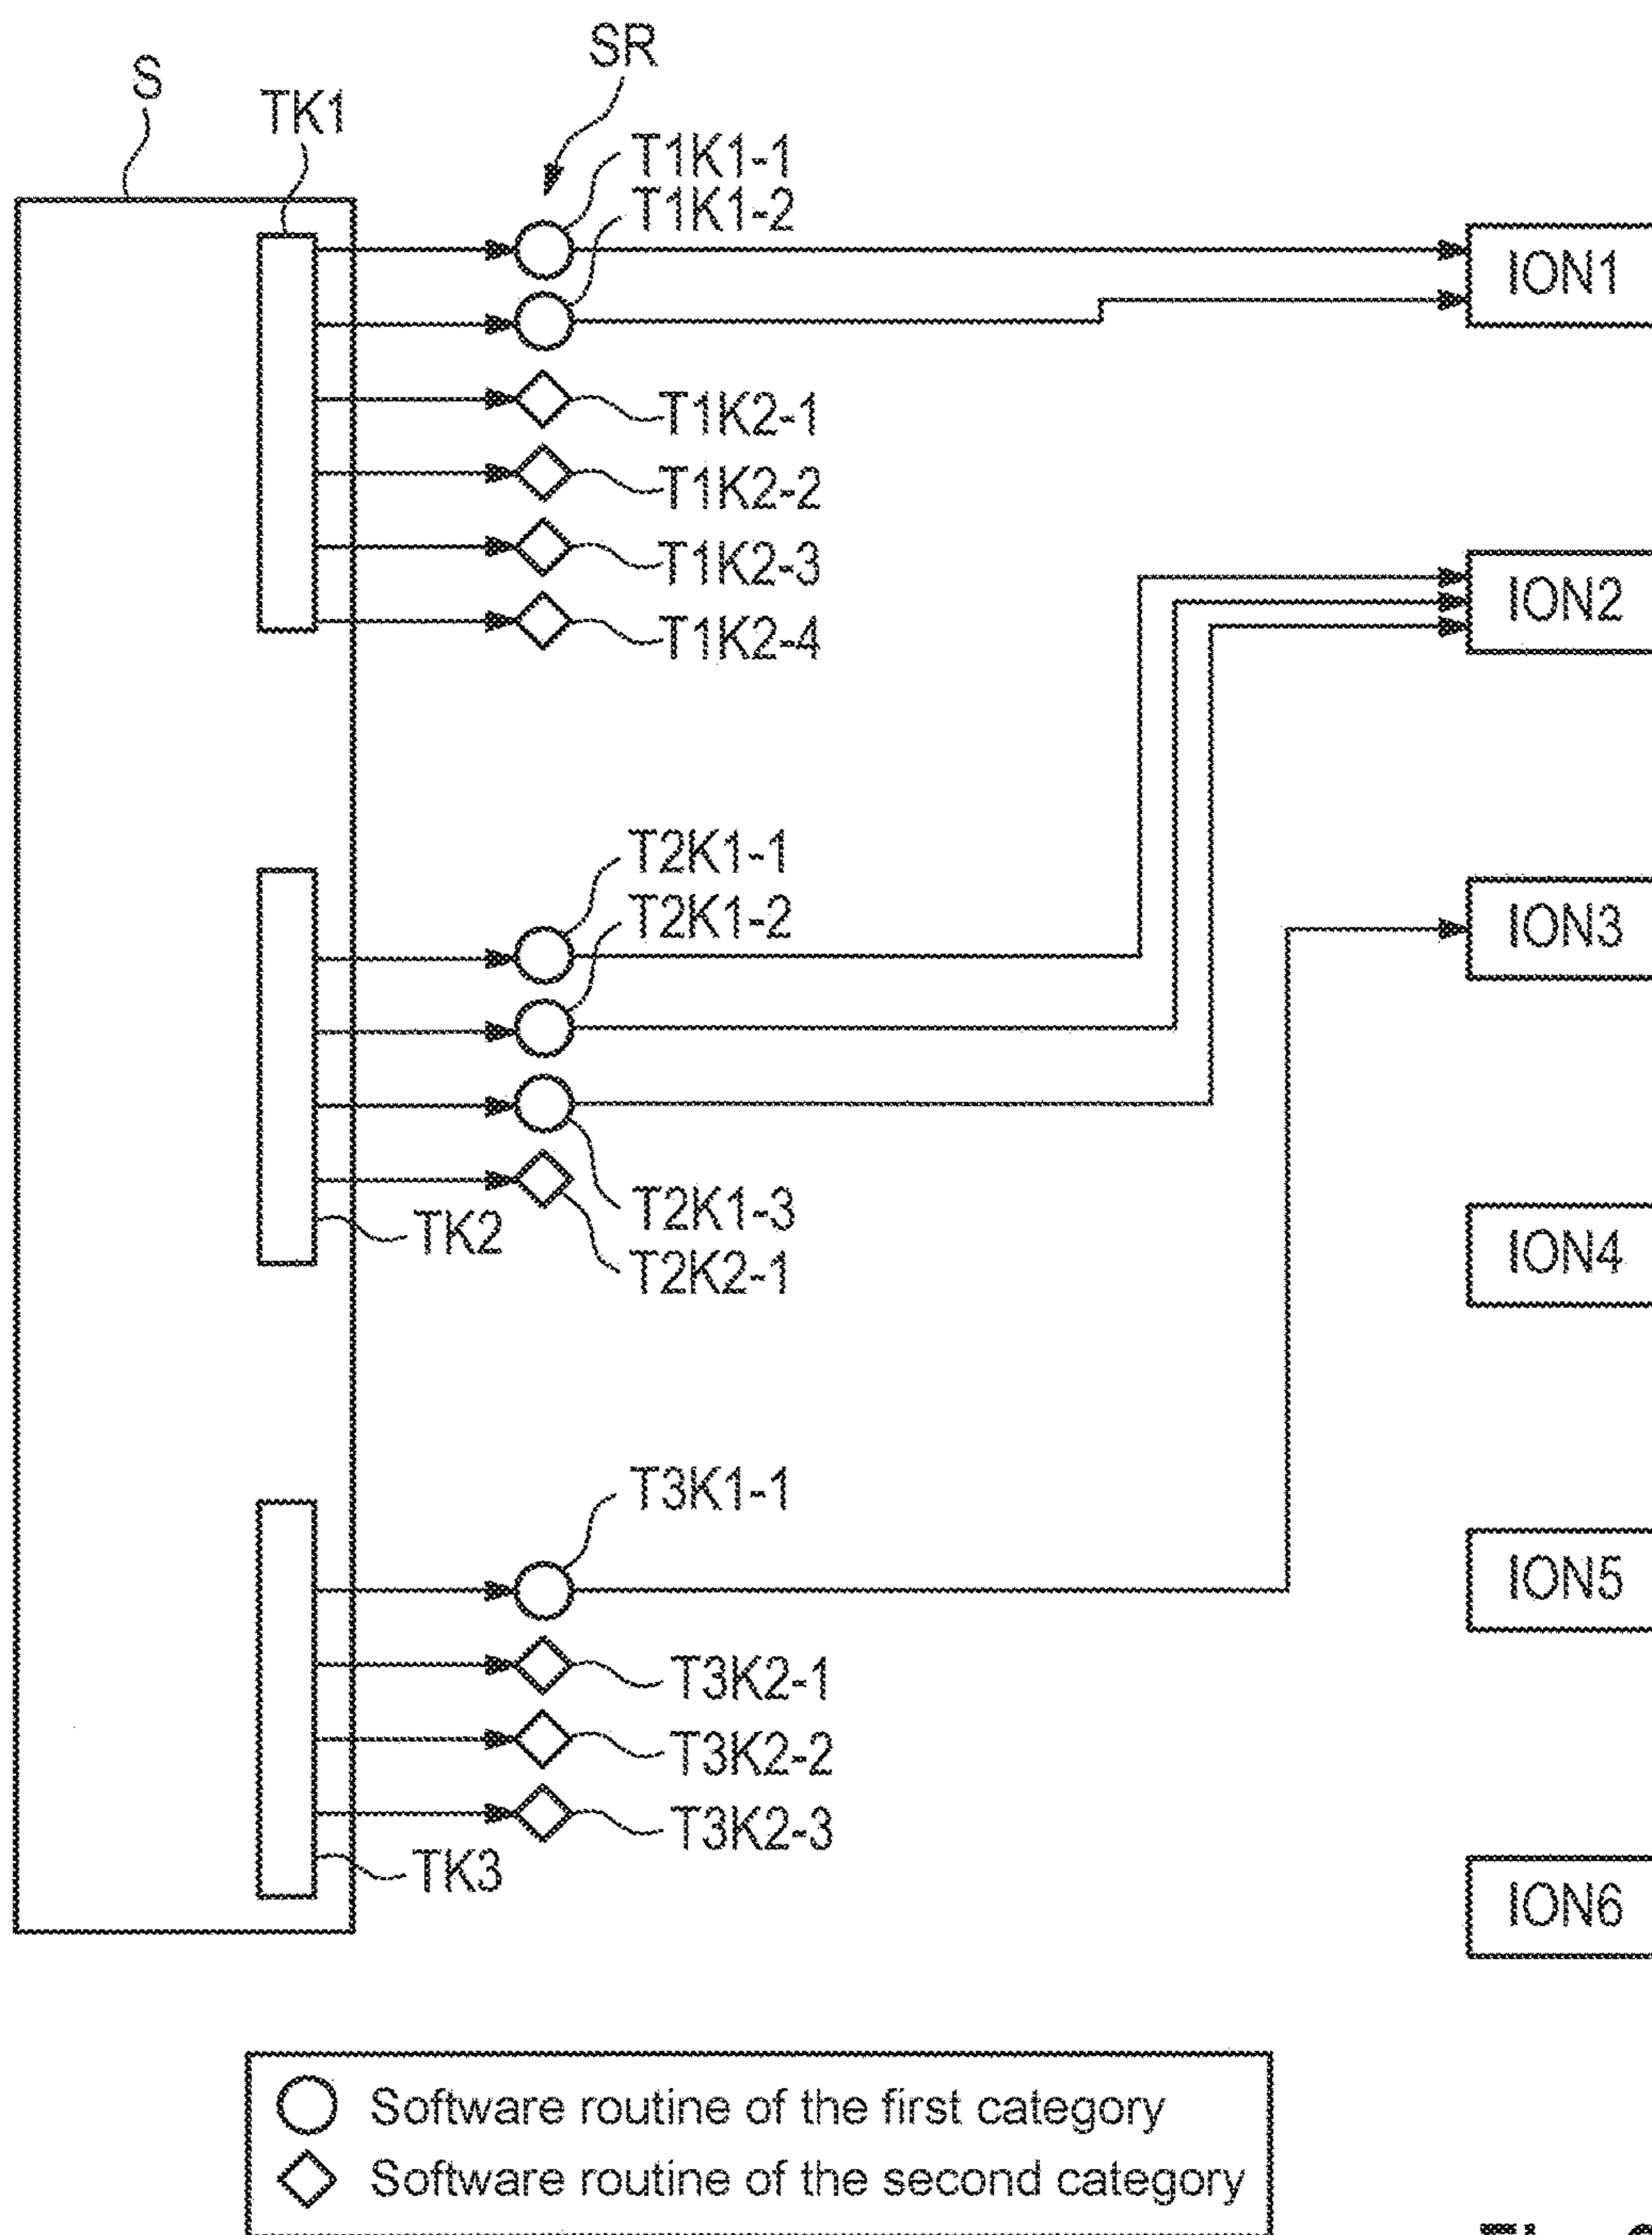 SR
S
TK1
T1K1-1
T1K1-2
ION1
T1K2-1
T1K2-2
T1K2-3
T1K2-4
ION2
T2K1-1
T2K1-2
ION3
T2K1-3
TK2
T2K2-1
ION4
T3K1-1
ION5
T3K2-1
T3K2-2
T3K2-3
TK3
ION6
Software routine of the first category
Software routine of the second category